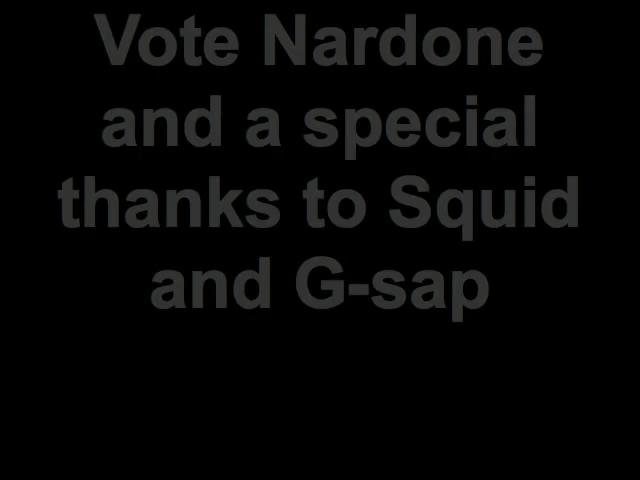 Vote Nardone
and a special
thanks to Squid
and G-sap